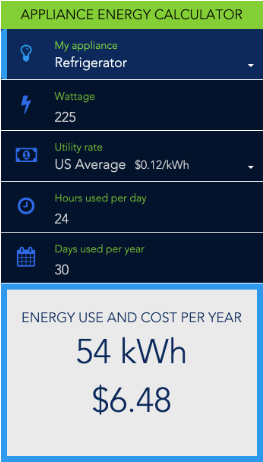 APPLIANCE ENERGY CALCULATOR
My appliance
Refrigerator
Wattage
225
Utility rate
US Average $0.12/kWh
Hours used per day
24
Days used per year
30
ENERGY USE AND COST PER YEAR
54 kWh
$6.48